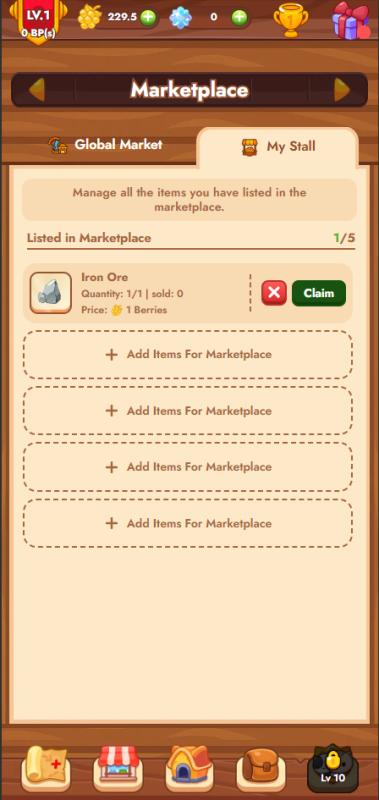 LV.1
229.5
0
1
0 BP(s)
Marketplace
Global Market
My Stall
Manage all the items you have listed in the
marketplace.
Listed in Marketplace
1/5
Iron Ore
Quantity: 1/1 | sold: 0
Price: 1 Berries
Claim
+ Add Items For Marketplace
+ Add Items For Marketplace
+ Add Items For Marketplace
+ Add Items For Marketplace
Lv 10